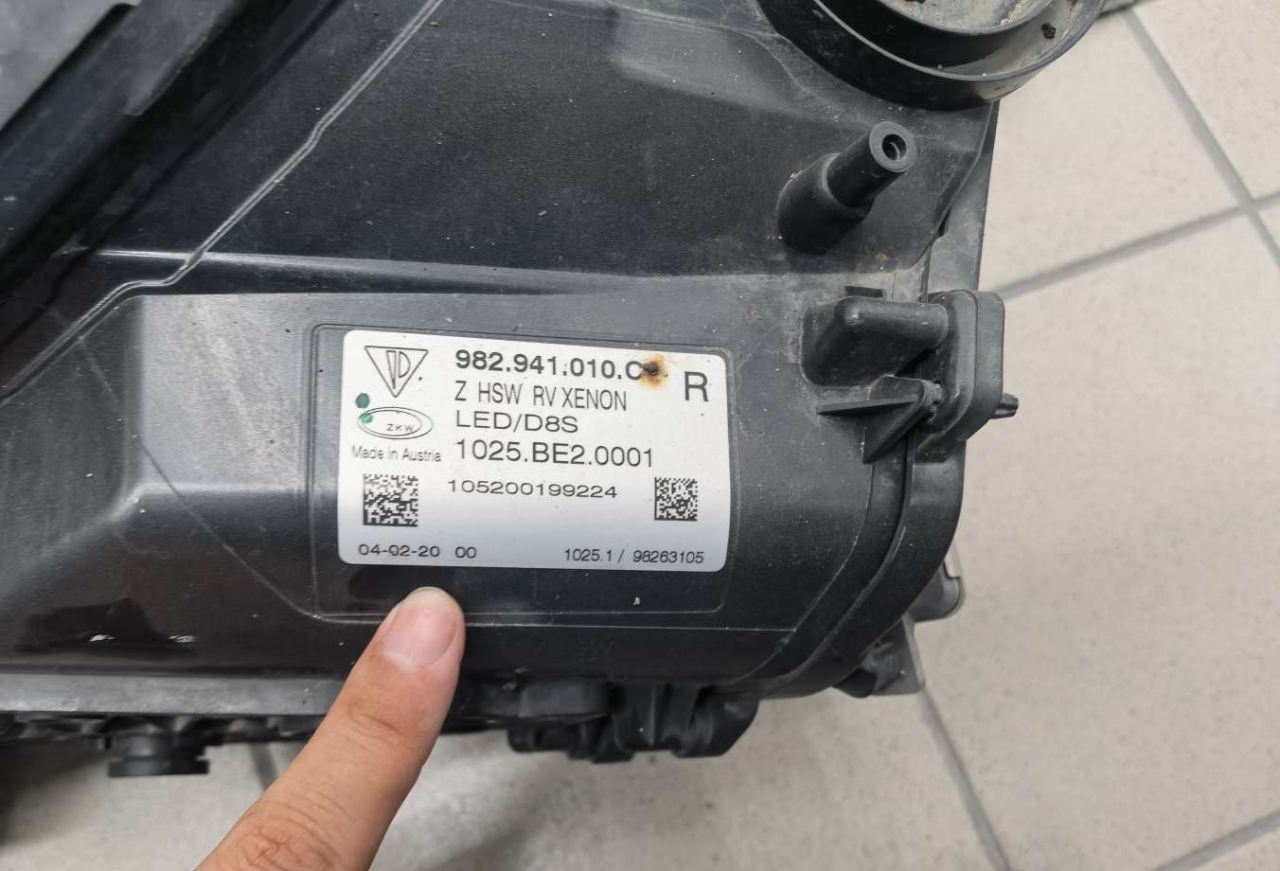 982.941.010.C
R
Z HSW RV XENON
LED/D8S
ZKW
Made in Austria
1025.BE2.0001
105200199224
04-02-20 00
1025.1 / 98263105